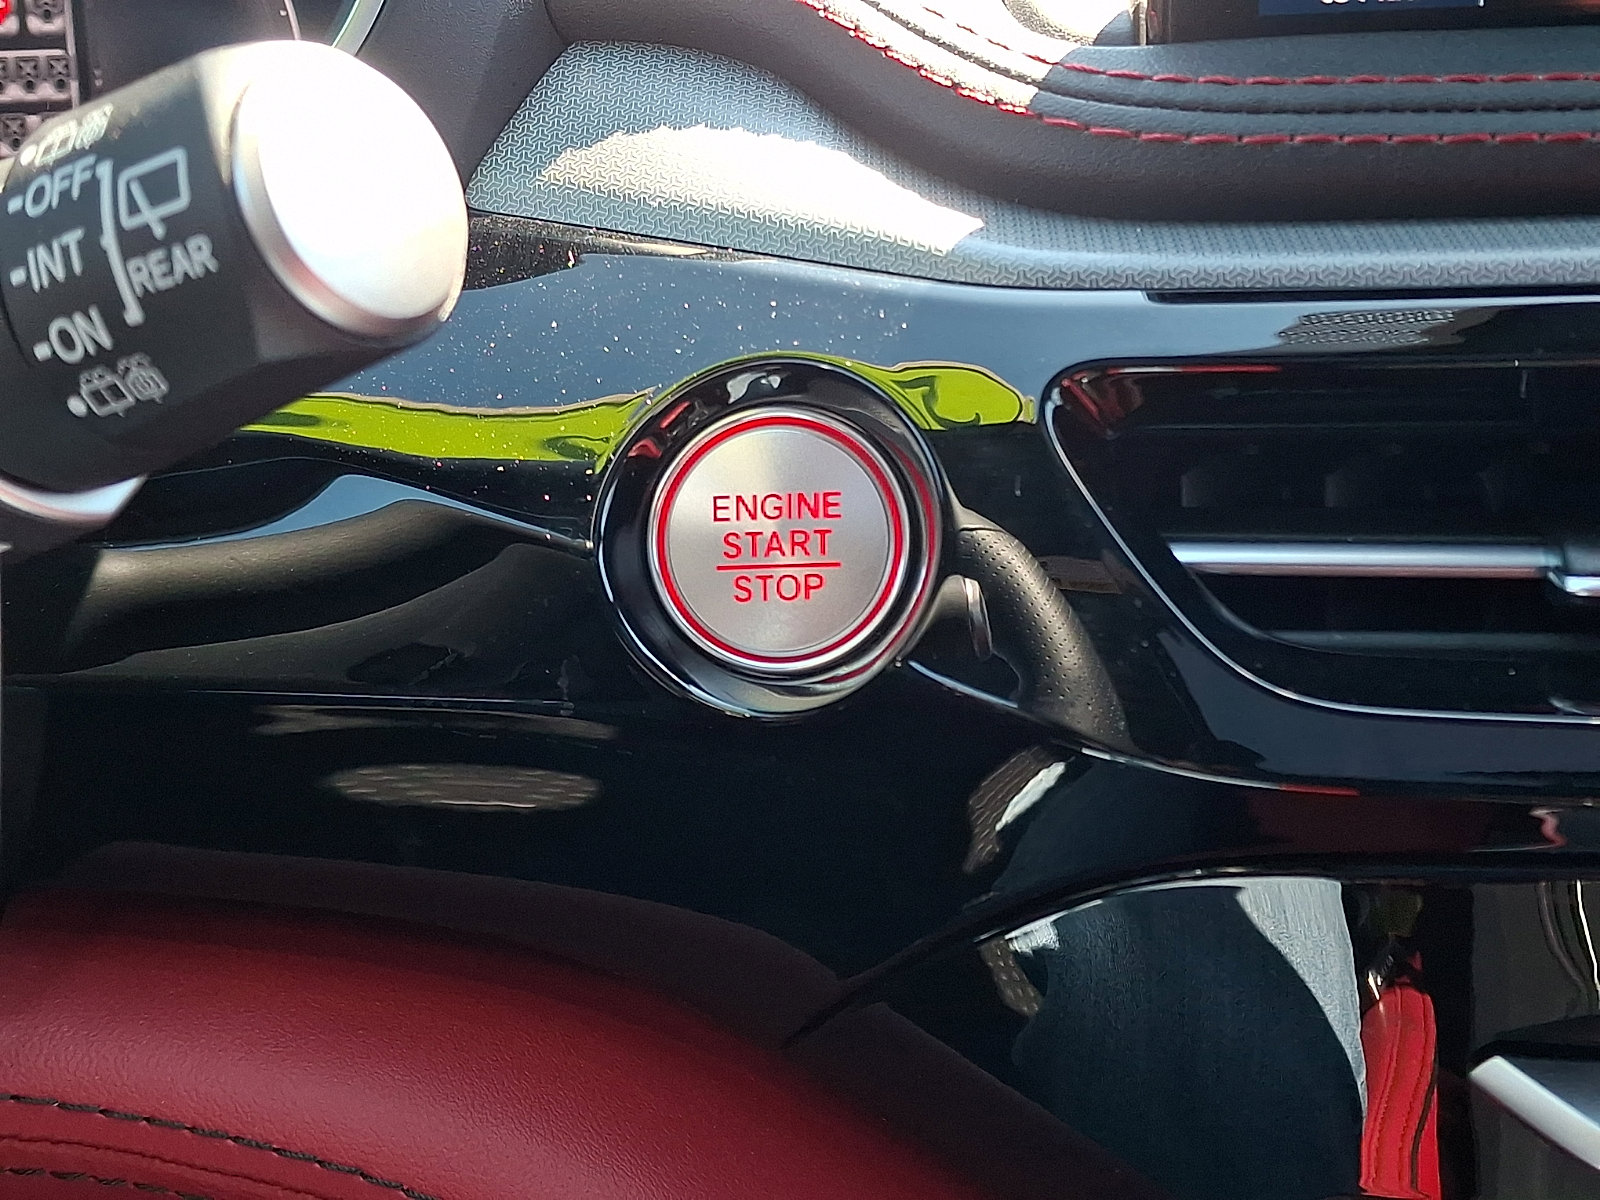 OFF
INT
ON
REAR
ENGINE
START
STOP